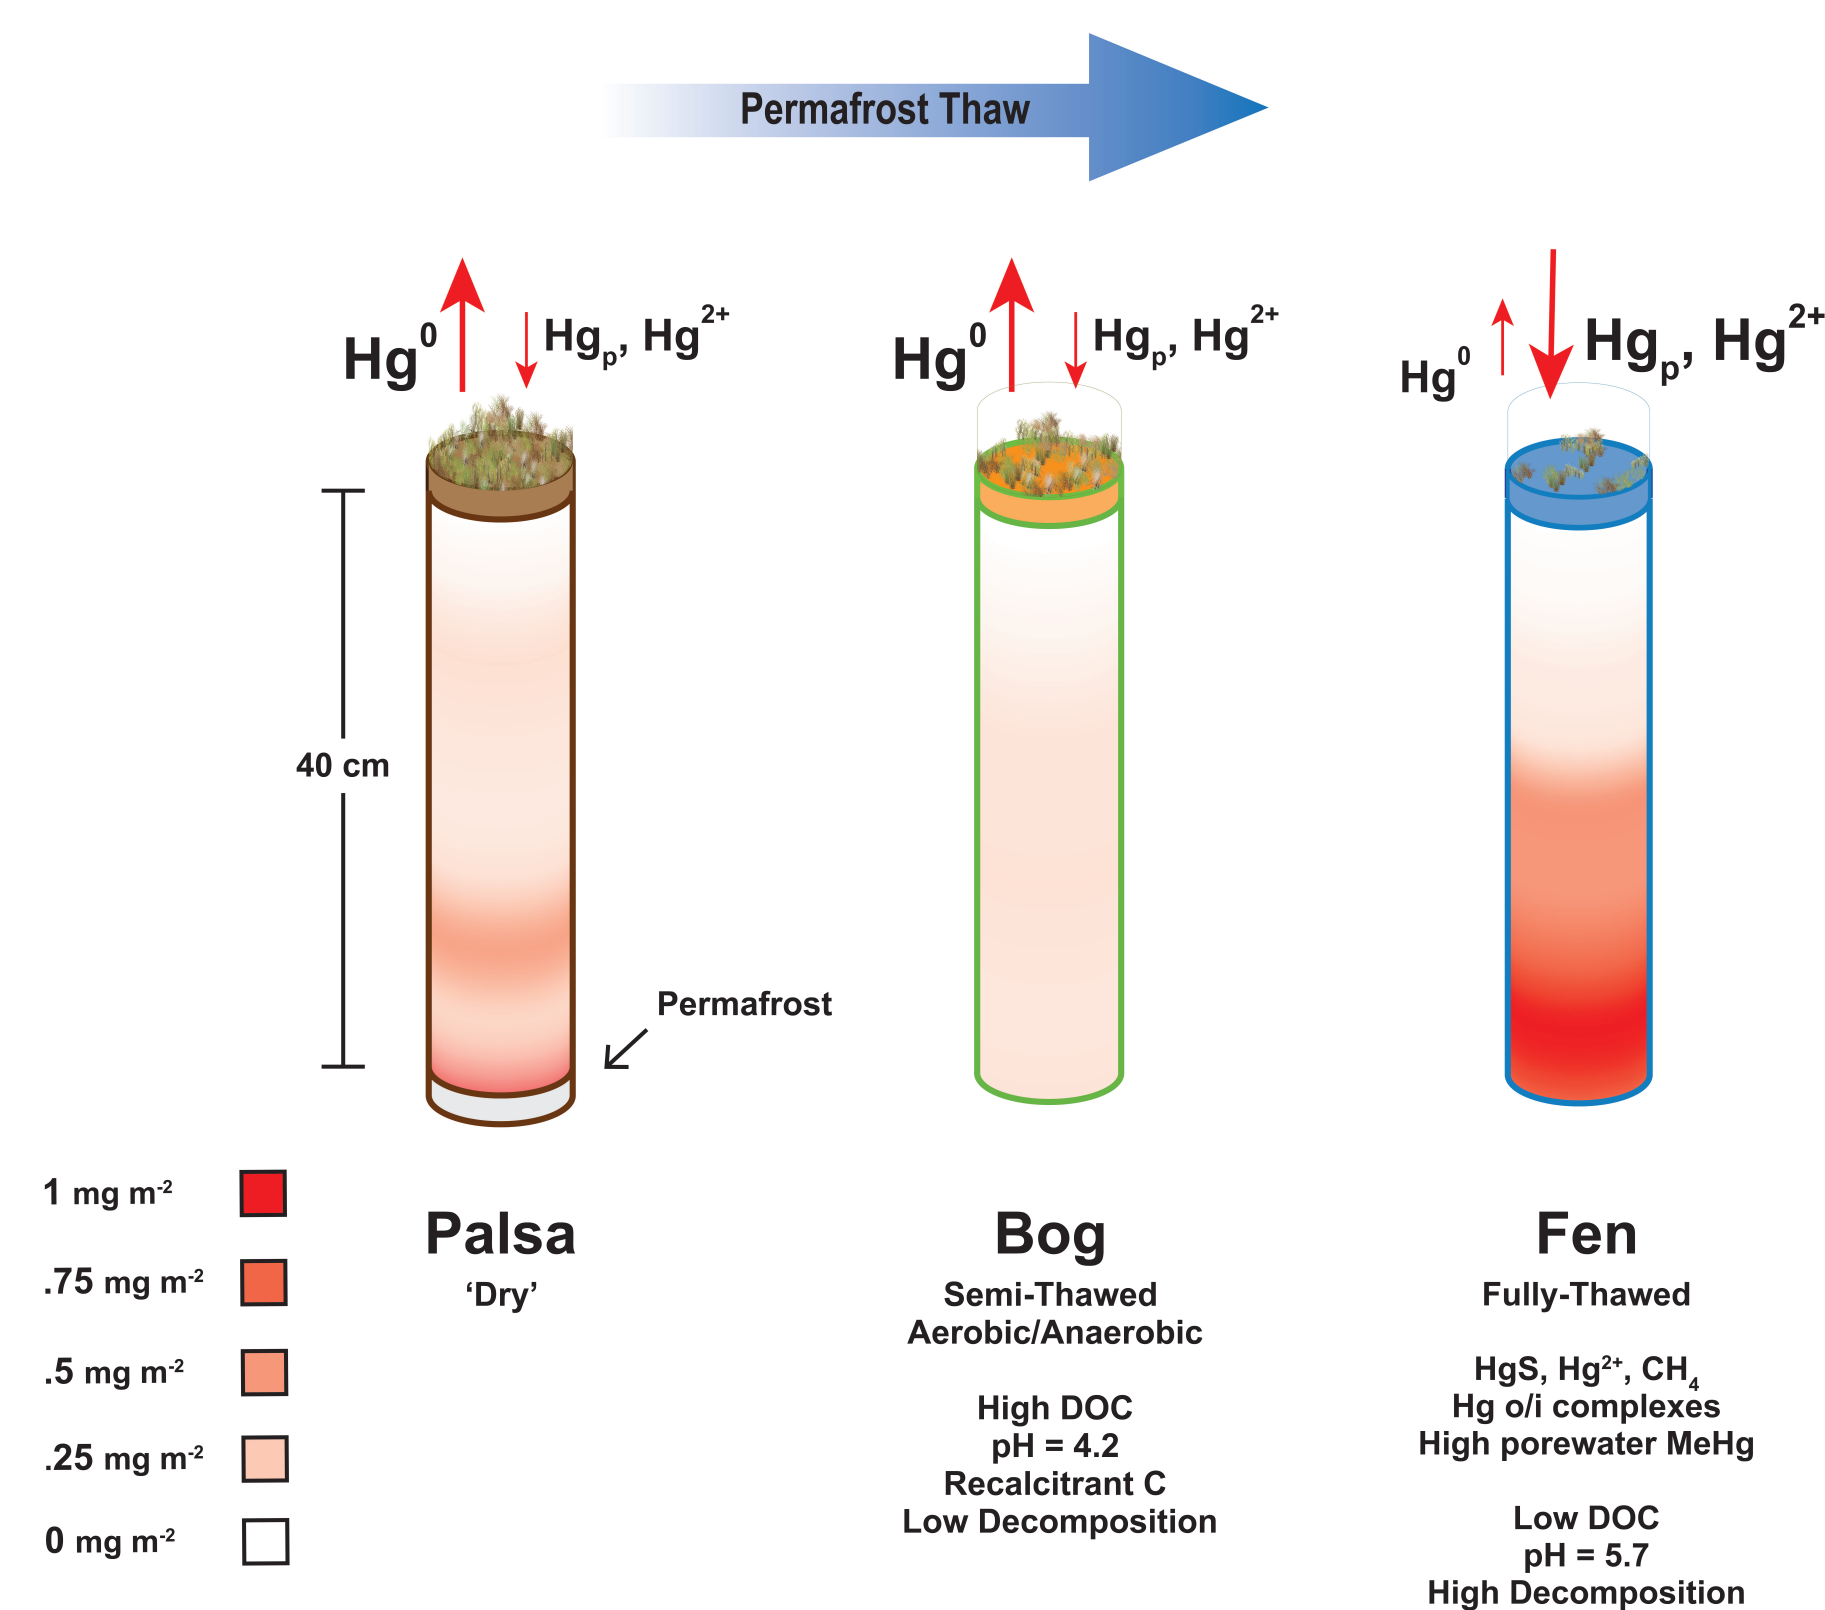 Permafrost Thaw
Hg⁰
Hgₚ, Hg²⁺
Hg⁰
Hgₚ, Hg²⁺
Hg⁰
Hgₚ, Hg²⁺
40 cm
Permafrost
1 mg m⁻²
.75 mg m⁻²
.5 mg m⁻²
.25 mg m⁻²
0 mg m⁻²
Palsa
‘Dry’
Bog
Semi-Thawed
Aerobic/Anaerobic
High DOC
pH = 4.2
Recalcitrant C
Low Decomposition
Fen
Fully-Thawed
HgS, Hg²⁺, CH₄
Hg o/i complexes
High porewater MeHg
Low DOC
pH = 5.7
High Decomposition